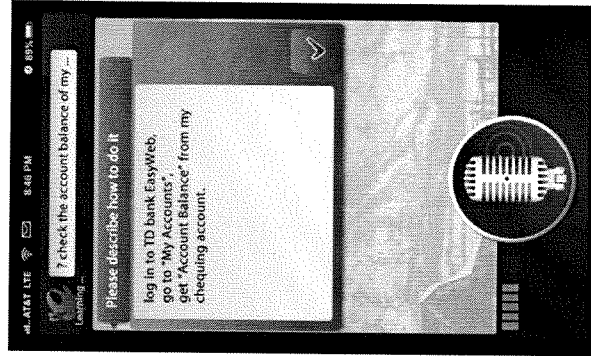 AT&T LTE 8:48 PM 89%
? check the account balance of my ...
Learning ...
Please describe how to do it
log in to TD bank EasyWeb,
go to "My Accounts",
get "Account Balance" from my
chequing account.